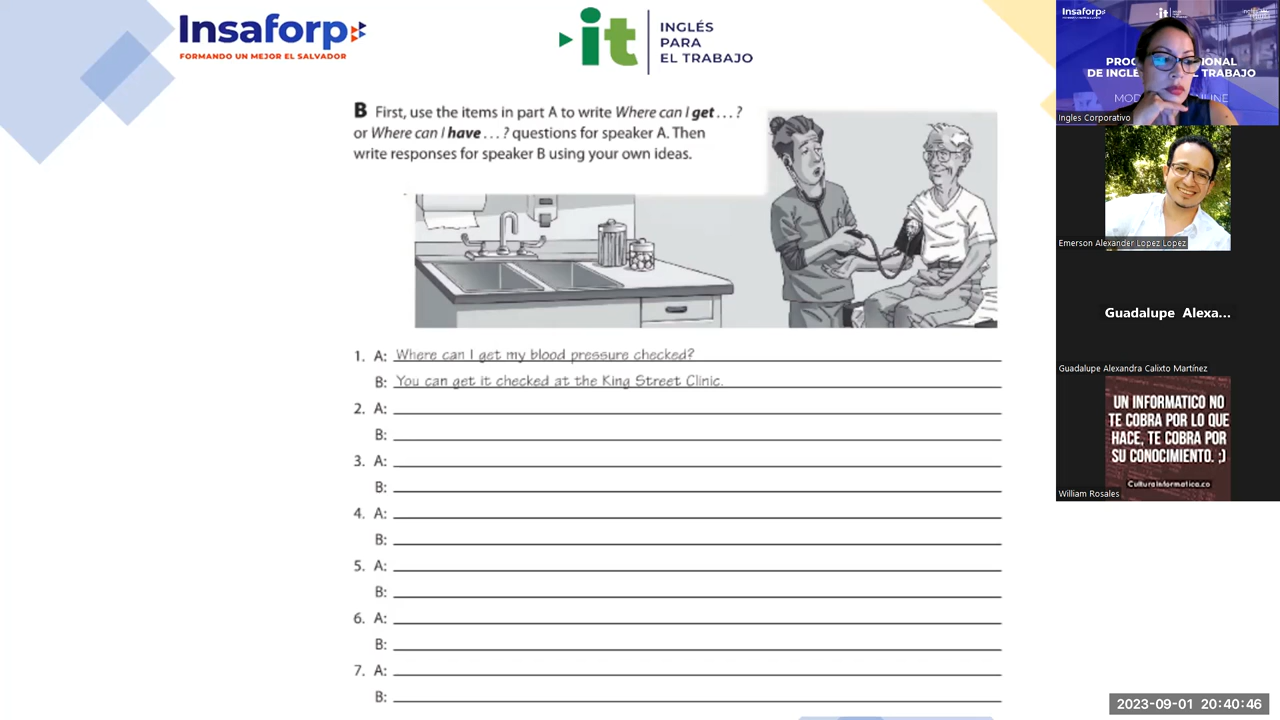 Insaforp
FORMANDO UN MEJOR EL SALVADOR
it
INGLÉS
PARA
EL TRABAJO
B First, use the items in part A to write Where can I get . . . ?
or Where can I have . . . ? questions for speaker A. Then
write responses for speaker B using your own ideas.
1. A: Where can I get my blood pressure checked?
B: You can get it checked at the King Street Clinic.
2. A:
B:
3. A:
B:
4. A:
B:
5. A:
B:
6. A:
B:
7. A:
B:
Insaforp
it
Ingles Corporativo
Emerson Alexander Lopez Lopez
Guadalupe Alexa...
Guadalupe Alexandra Calixto Martínez
UN INFORMATICO NO
TE COBRA POR LO QUE
HACE, TE COBRA POR
SU CONOCIMIENTO. ;)
CulturaInformatica.co
William Rosales
2023-09-01 20:40:46